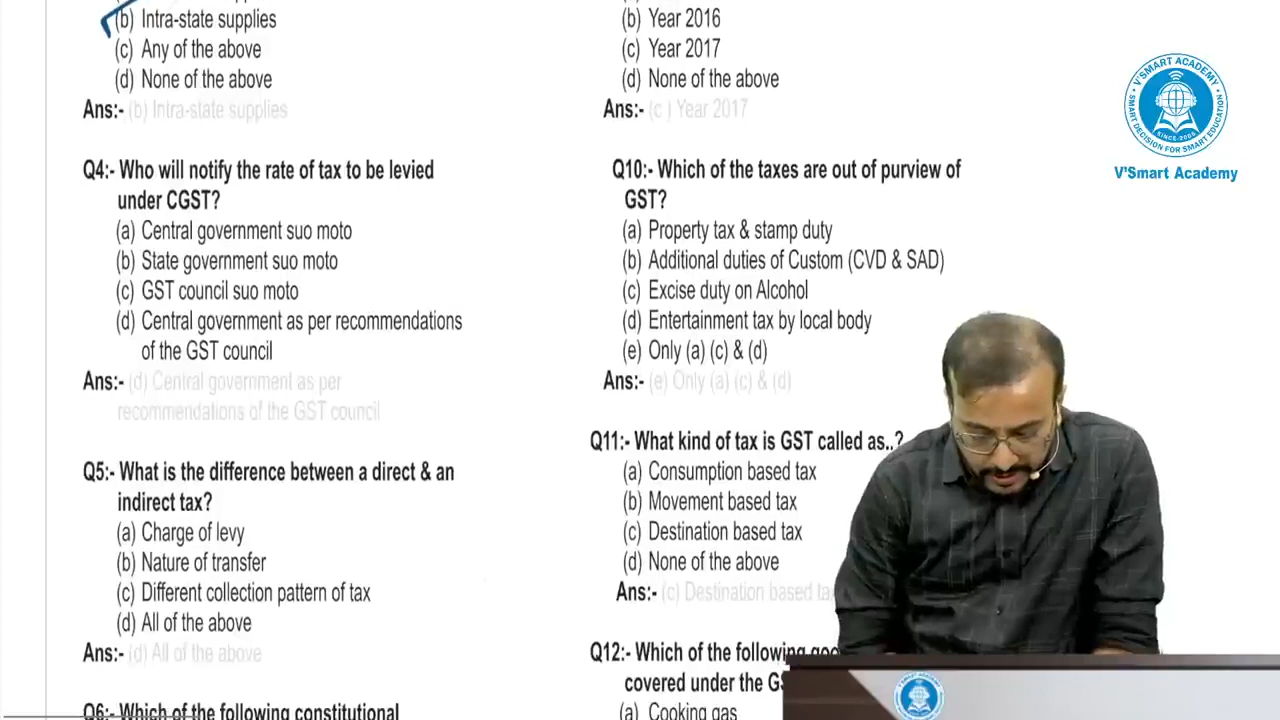 (b) Intra-state supplies
(c) Any of the above
(d) None of the above
Ans:- (b) Intra-state supplies
Q4:- Who will notify the rate of tax to be levied
under CGST?
(a) Central government suo moto
(b) State government suo moto
(c) GST council suo moto
(d) Central government as per recommendations
of the GST council
Ans:- (d) Central government as per
recommendations of the GST council
Q5:- What is the difference between a direct & an
indirect tax?
(a) Charge of levy
(b) Nature of transfer
(c) Different collection pattern of tax
(d) All of the above
Ans:- (d) All of the above
Q6:- Which of the following constitutional
(b) Year 2016
(c) Year 2017
(d) None of the above
Ans:- (c ) Year 2017
Q10:- Which of the taxes are out of purview of
GST?
(a) Property tax & stamp duty
(b) Additional duties of Custom (CVD & SAD)
(c) Excise duty on Alcohol
(d) Entertainment tax by local body
(e) Only (a) (c) & (d)
Ans:- (e) Only (a) (c) & (d)
Q11:- What kind of tax is GST called as..?
(a) Consumption based tax
(b) Movement based tax
(c) Destination based tax
(d) None of the above
Ans:- (c) Destination based
Q12:- Which of the following
covered under the
(a) Cooking gas
V'SMART ACADEMY
SMART DECISION FOR SMART EDUCATION
SINCE-2006
V'Smart Academy